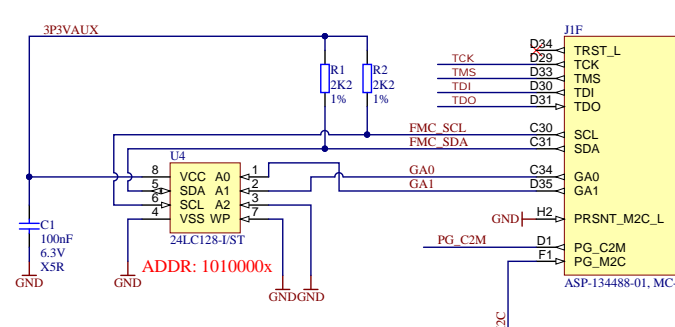 3P3VAUX
J1F
D34 TRST_L
TCK D29 TCK
TMS D33 TMS
TDI D30 TDI
TDO D31 TDO
R1
2K2
1%
R2
2K2
1%
FMC_SCL C30 SCL
FMC_SDA C31 SDA
U4
8 VCC A0 1
5 SDA A1 2
6 SCL A2 3
4 VSS WP 7
24LC128-I/ST
ADDR: 1010000x
GA0 C34 GA0
GA1 D35 GA1
GND H2 PRSNT_M2C_L
PG_C2M D1 PG_C2M
F1 PG_M2C
ASP-134488-01, MC-
C1
100nF
6.3V
X5R
GND
GND
GND
GND
2C